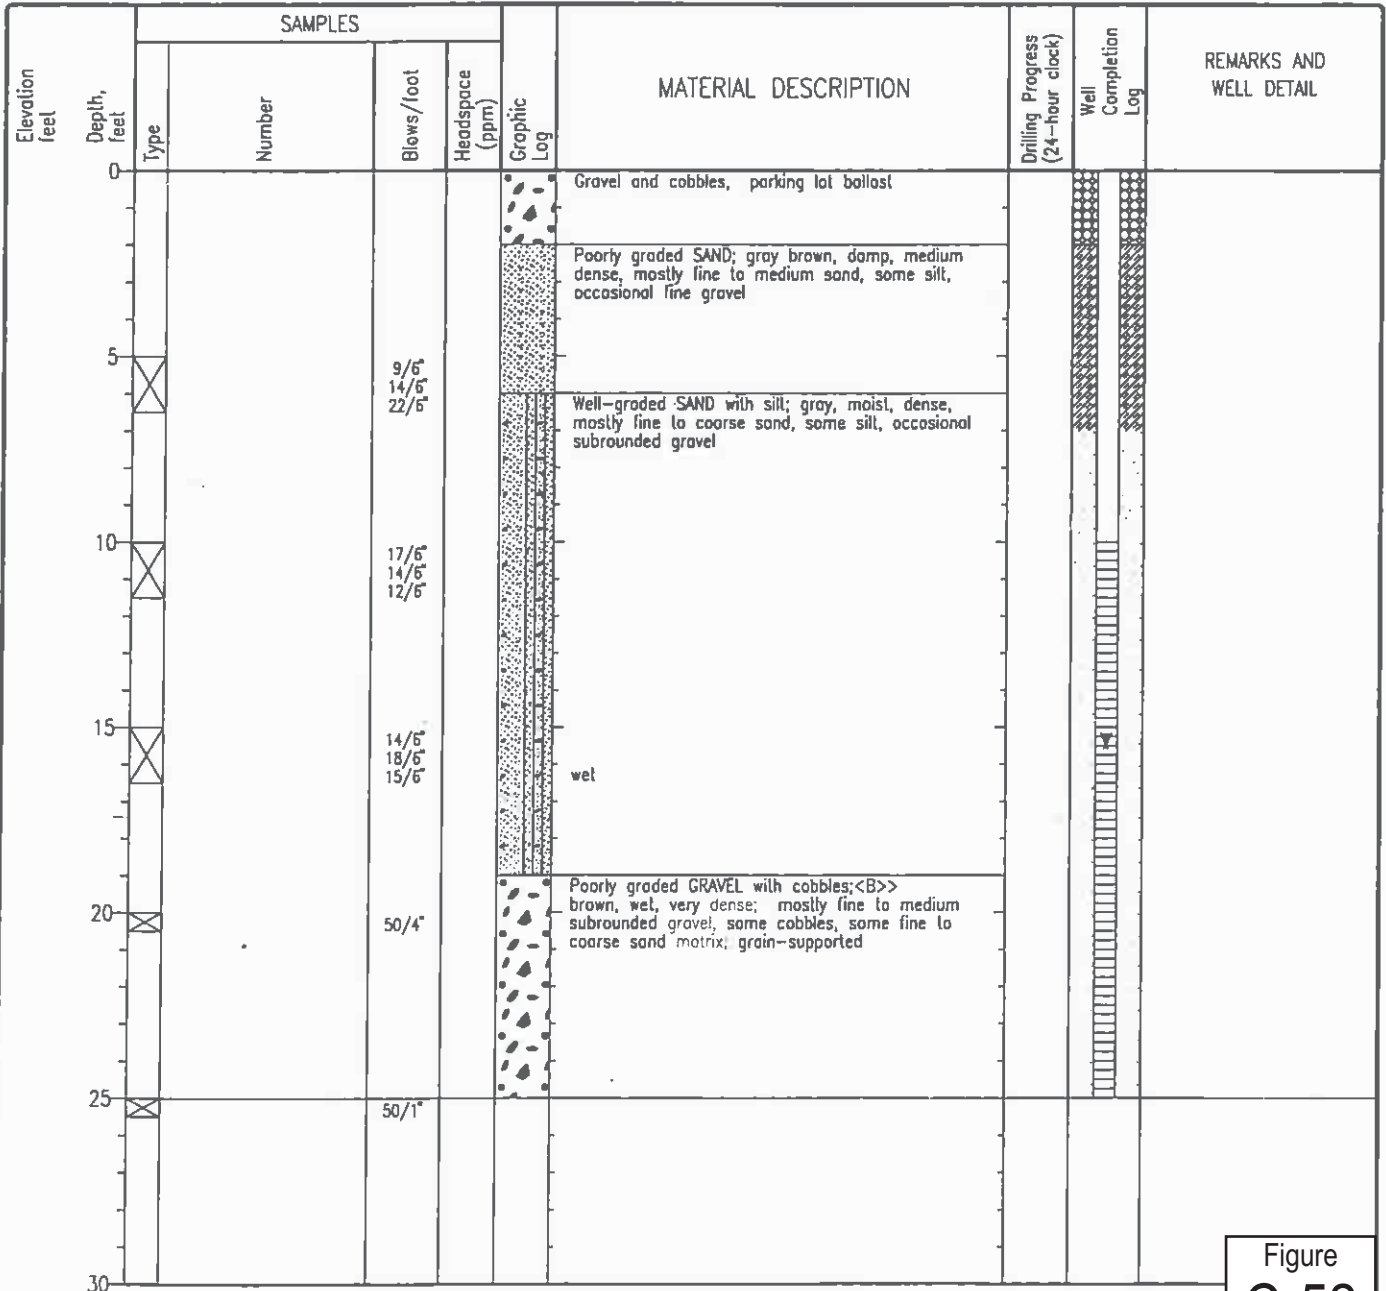 SAMPLES
Elevation
feet
Depth,
feet
Type
Number
Blows/foot
Headspace
(ppm)
Graphic
Log
MATERIAL DESCRIPTION
Drilling Progress
(24-hour clock)
Well
Completion
Log
REMARKS AND
WELL DETAIL
0
Gravel and cobbles, parking lot ballast
Poorly graded SAND; gray brown, damp, medium
dense, mostly fine to medium sand, some silt,
occasional fine gravel
5
9/6"
14/6"
22/6"
Well-graded SAND with silt; gray, moist, dense,
mostly fine to coarse sand, some silt, occasional
subrounded gravel
10
17/6"
14/6"
12/6"
15
14/6"
18/6"
15/6"
wet
Poorly graded GRAVEL with cobbles;<B>>
brown, wet, very dense; mostly fine to medium
subrounded gravel, some cobbles, some fine to
coarse sand matrix; grain-supported
20
50/4"
25
50/1"
30
Figure